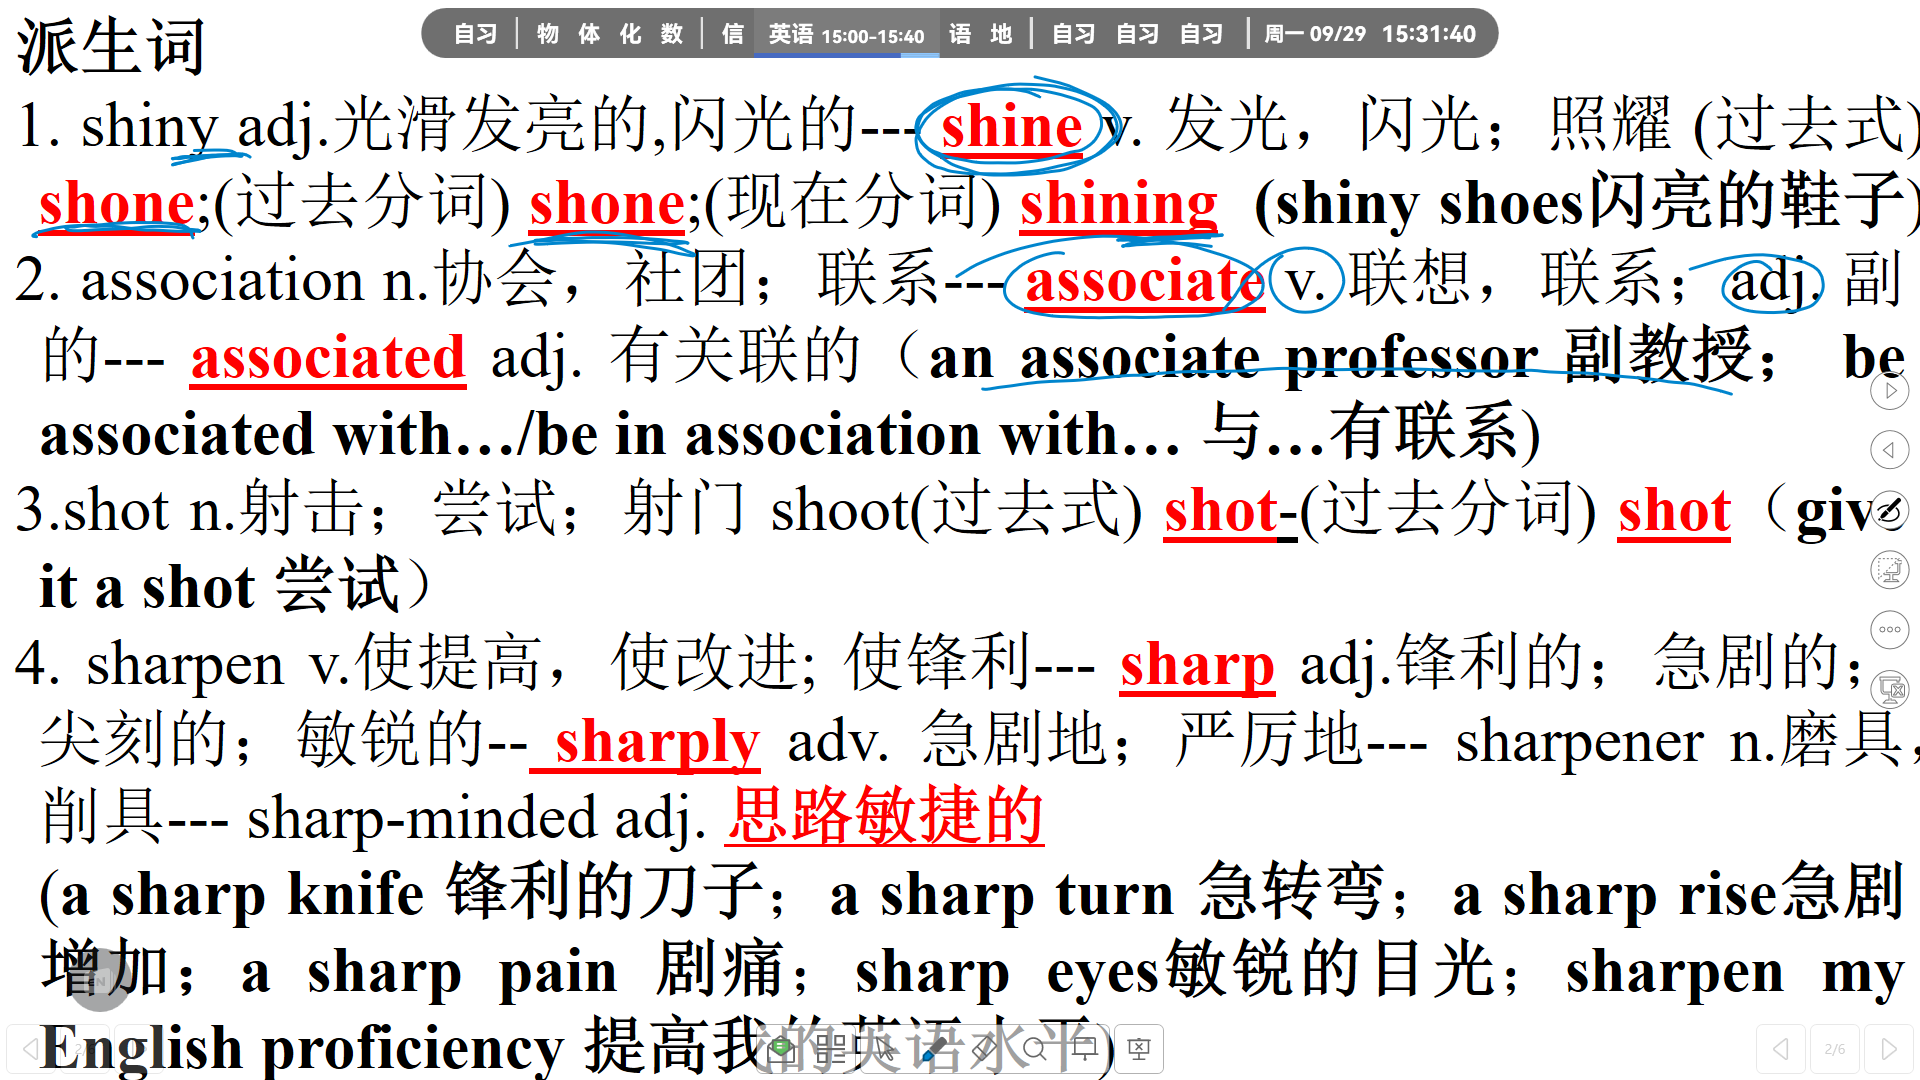 自习 | 物 体 化 数 | 信 英语 15:00-15:40 语 地 | 自习 自习 自习 | 周一 09/29 15:31:40
派生词
1. shiny adj.光滑发亮的,闪光的--- shine v. 发光，闪光；照耀 (过去式)
shone;(过去分词) shone;(现在分词) shining (shiny shoes闪亮的鞋子)
2. association n.协会，社团；联系--- associate v. 联想，联系；adj. 副
的--- associated adj. 有关联的（an associate professor 副教授； be
associated with…/be in association with… 与…有联系)
3.shot n.射击；尝试；射门 shoot(过去式) shot-(过去分词) shot（give
it a shot 尝试）
4. sharpen v.使提高，使改进; 使锋利--- sharp adj.锋利的；急剧的；
尖刻的；敏锐的-- sharply adv. 急剧地；严厉地--- sharpener n.磨具，
削具--- sharp-minded adj. 思路敏捷的
(a sharp knife 锋利的刀子；a sharp turn 急转弯；a sharp rise急剧
增加；a sharp pain 剧痛；sharp eyes敏锐的目光；sharpen my
English proficiency 提高我的英语水平)
EN
2/6
2/6